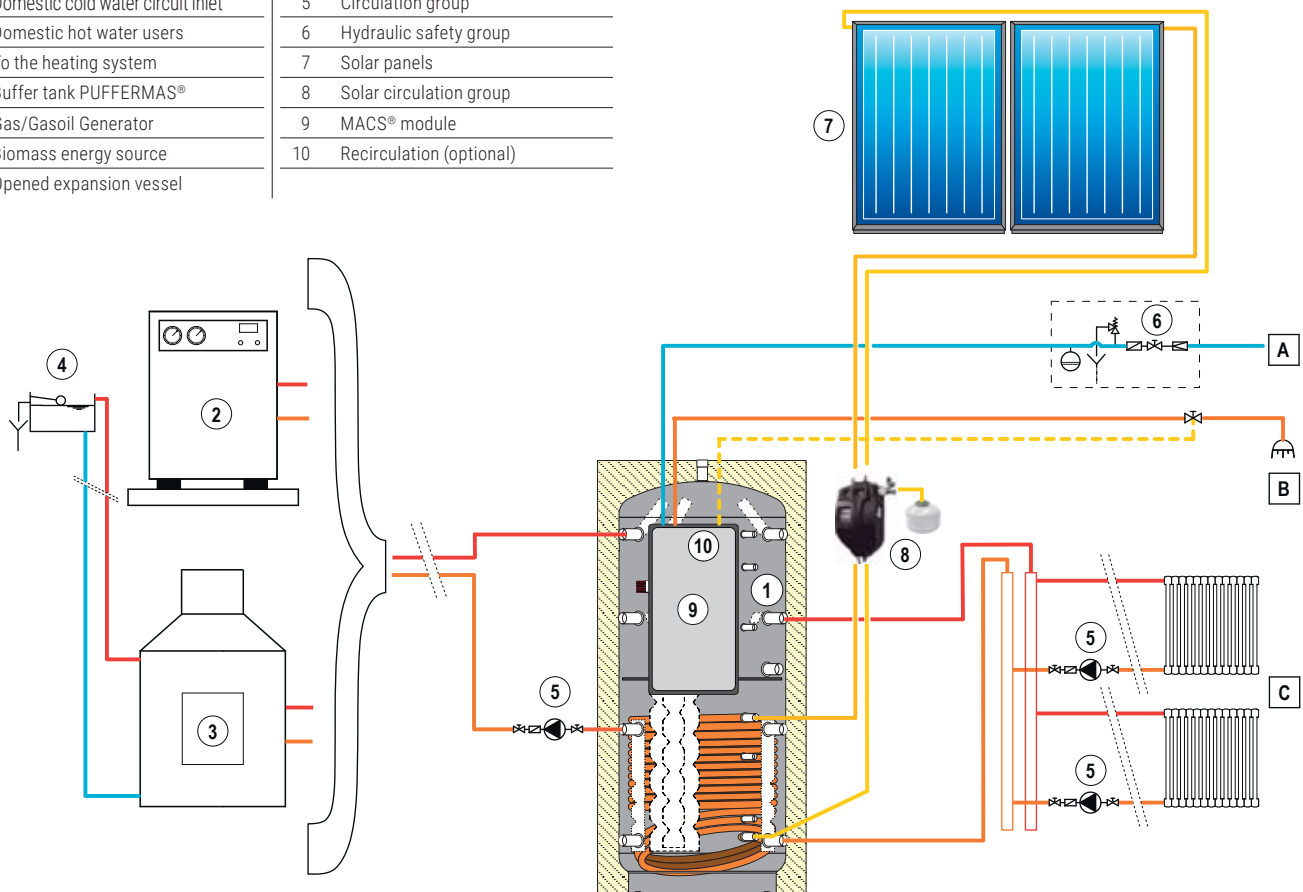 Domestic cold water circuit inlet
Domestic hot water users
To the heating system
Buffer tank PUFFERMAS®
Gas/Gasoil Generator
Biomass energy source
Opened expansion vessel
5 Circulation group
6 Hydraulic safety group
7 Solar panels
8 Solar circulation group
9 MACS® module
10 Recirculation (optional)
7
6
A
4
2
B
10
8
1
9
5
5
C
3
5